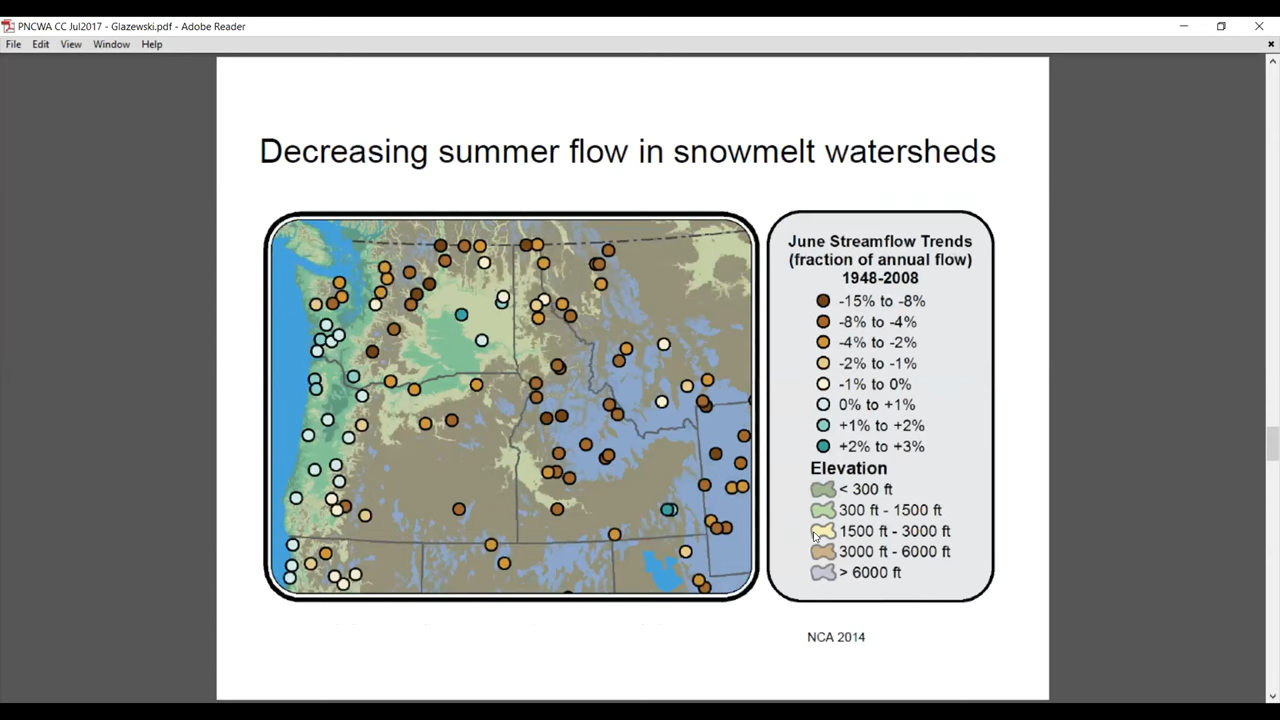 PNCWA CC Jul2017 - Glazewski.pdf - Adobe Reader
File Edit View Window Help
Decreasing summer flow in snowmelt watersheds
June Streamflow Trends
(fraction of annual flow)
1948-2008
-15% to -8%
-8% to -4%
-4% to -2%
-2% to -1%
-1% to 0%
0% to +1%
+1% to +2%
+2% to +3%
Elevation
< 300 ft
300 ft - 1500 ft
1500 ft - 3000 ft
3000 ft - 6000 ft
> 6000 ft
NCA 2014